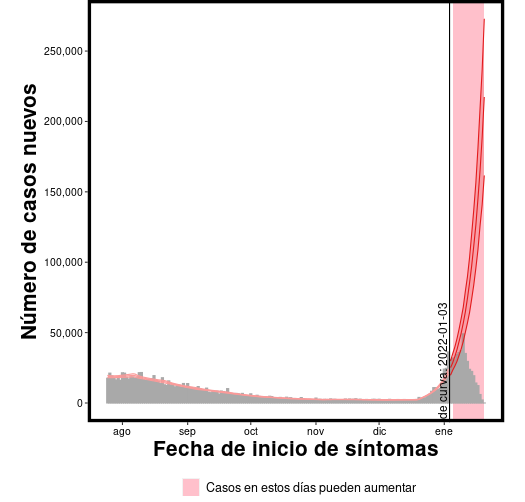 Número de casos nuevos
250,000
200,000
150,000
100,000
50,000
0
de curva: 2022-01-03
ago sep oct nov dic ene
Fecha de inicio de síntomas
Casos en estos días pueden aumentar